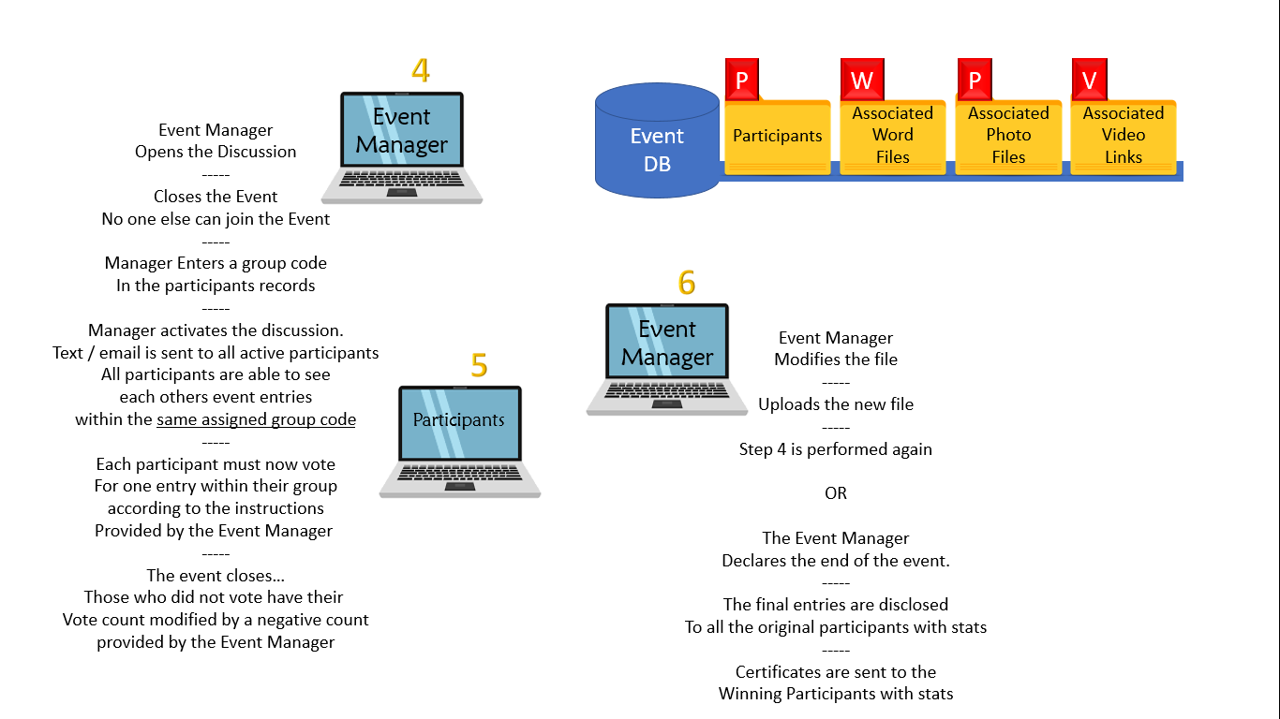 4
Event
Manager
Event Manager
Opens the Discussion
-----
Closes the Event
No one else can join the Event
-----
Manager Enters a group code
In the participants records
-----
Manager activates the discussion.
Text / email is sent to all active participants
All participants are able to see
each others event entries
within the same assigned group code
-----
Each participant must now vote
For one entry within their group
according to the instructions
Provided by the Event Manager
-----
The event closes...
Those who did not vote have their
Vote count modified by a negative count
provided by the Event Manager
5
Participants
Event
DB
P
Participants
W
Associated
Word
Files
P
Associated
Photo
Files
V
Associated
Video
Links
6
Event
Manager
Event Manager
Modifies the file
-----
Uploads the new file
-----
Step 4 is performed again
OR
The Event Manager
Declares the end of the event.
-----
The final entries are disclosed
To all the original participants with stats
-----
Certificates are sent to the
Winning Participants with stats